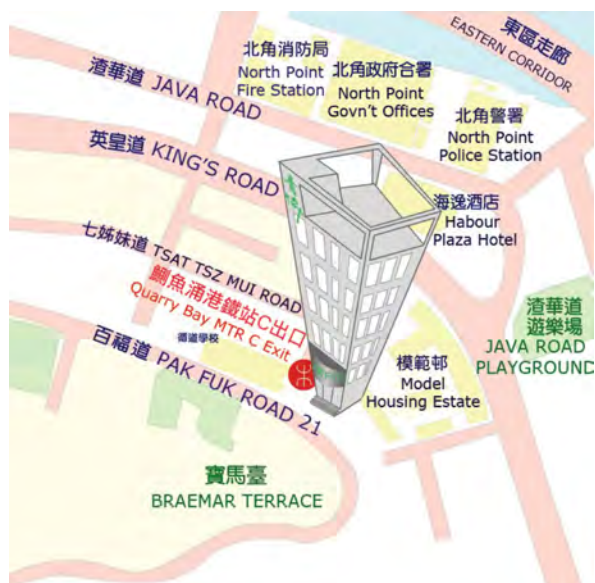 東區走廊
EASTERN CORRIDOR
北角消防局
North Point
Fire Station
北角政府合署
North Point
Govn't Offices
北角警署
North Point
Police Station
渣華道 JAVA ROAD
英皇道 KING'S ROAD
海逸酒店
Habour
Plaza Hotel
七姊妹道 TSAT TSZ MUI ROAD
鰂魚涌港鐵站C出口
Quarry Bay MTR C Exit
渣華道
遊樂場
JAVA ROAD
PLAYGROUND
模範邨
Model
Housing Estate
百福道 PAK FUK ROAD 21
寶馬臺
BRAEMAR TERRACE